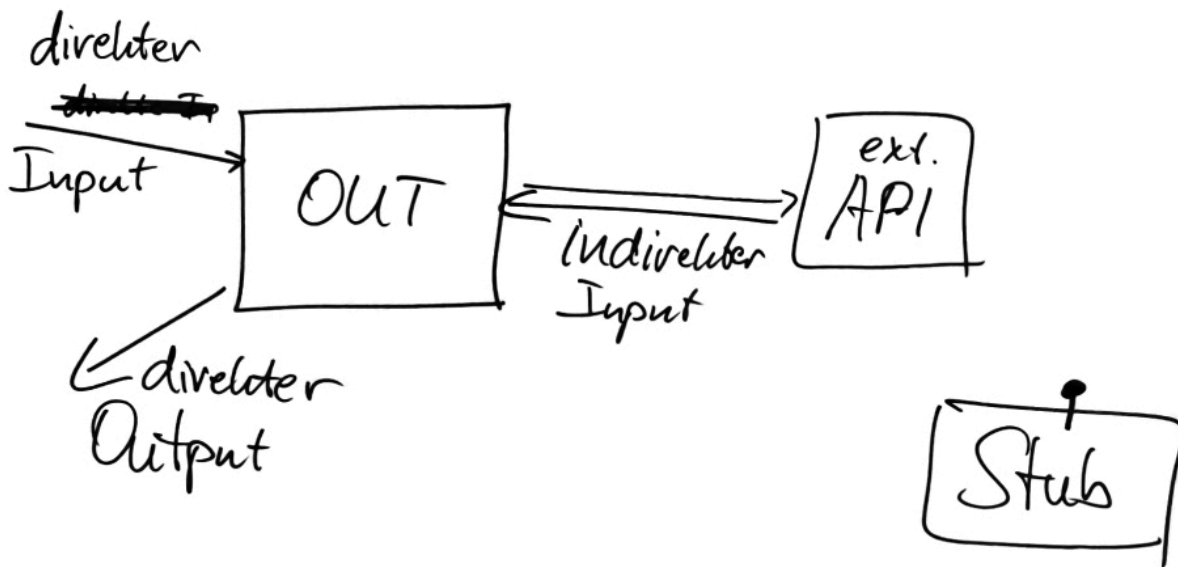 direkter
Input
OUT
ext.
API
indirekter
Input
direkter
Output
Stub